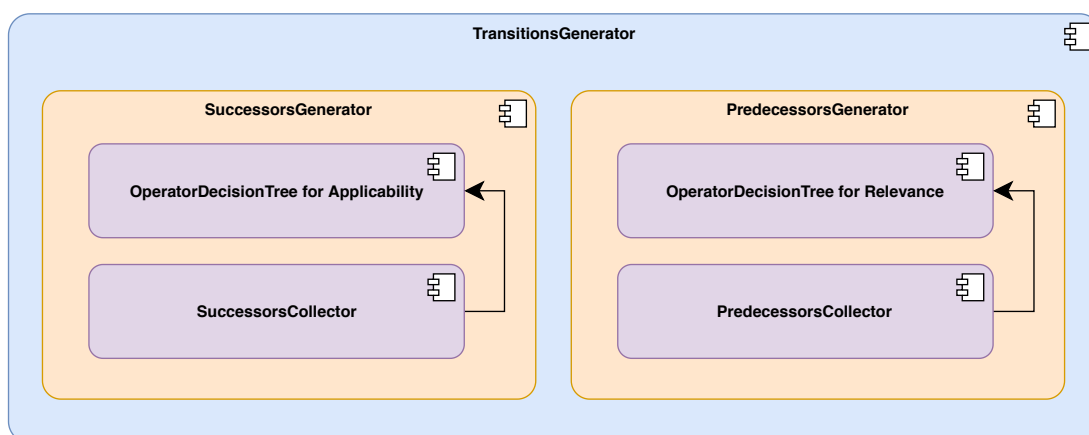 TransitionsGenerator
SuccessorsGenerator
PredecessorsGenerator
OperatorDecisionTree for Applicability
OperatorDecisionTree for Relevance
SuccessorsCollector
PredecessorsCollector